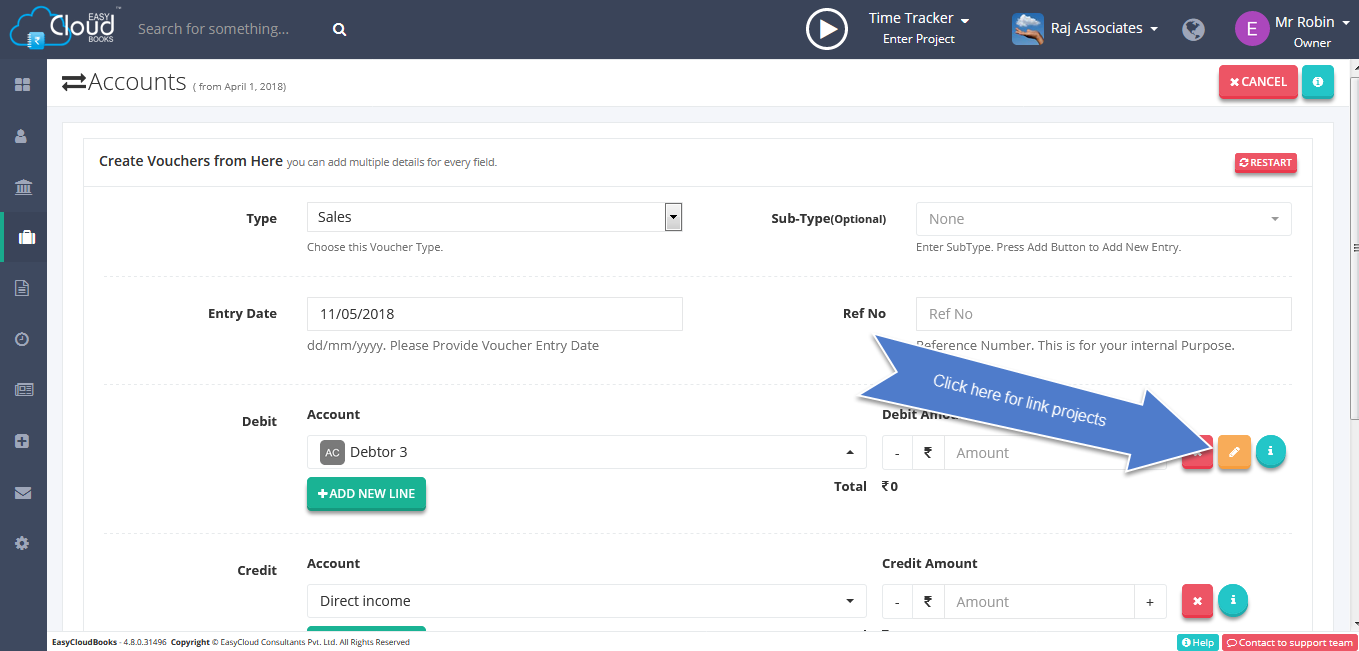 EASY
Cloud
BOOKS
™
Search for something...
Time Tracker
Enter Project
Raj Associates
E
Mr Robin
Owner
Accounts ( from April 1, 2018)
CANCEL
Create Vouchers from Here you can add multiple details for every field.
RESTART
Type
Sales
Choose this Voucher Type.
Sub-Type(Optional)
None
Enter SubType. Press Add Button to Add New Entry.
Entry Date
11/05/2018
dd/mm/yyyy. Please Provide Voucher Entry Date
Ref No
Ref No
Reference Number. This is for your internal Purpose.
Click here for link projects
Debit
Account
AC Debtor 3
Debit
- ₹ Amount
+ADD NEW LINE
Total ₹0
Credit
Account
Direct income
Credit Amount
- ₹ Amount +
EasyCloudBooks - 4.8.0.31496 Copyright © EasyCloud Consultants Pvt. Ltd. All Rights Reserved
Help
Contact to support team